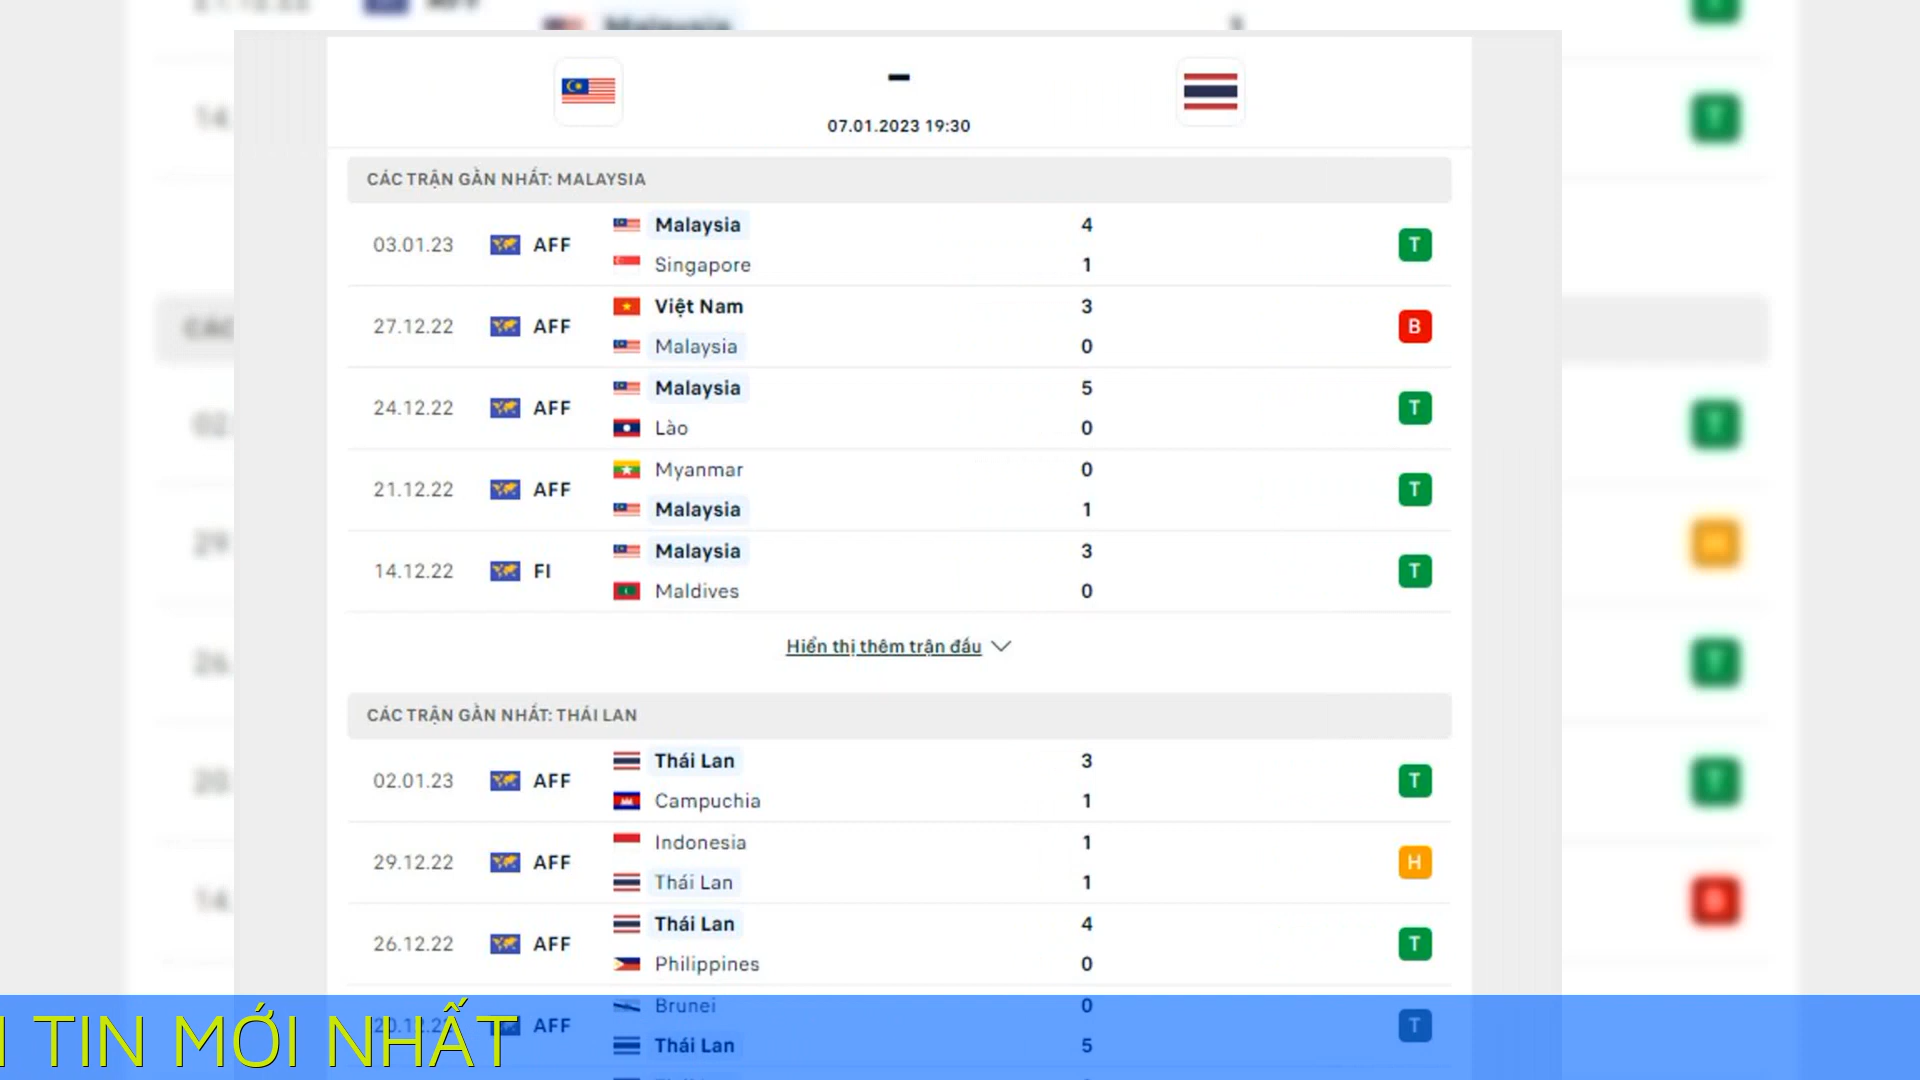 –
07.01.2023 19:30
CÁC TRẬN GẦN NHẤT: MALAYSIA
03.01.23 AFF Malaysia 4 T
Singapore 1
27.12.22 AFF Việt Nam 3 B
Malaysia 0
24.12.22 AFF Malaysia 5 T
Lào 0
21.12.22 AFF Myanmar 0 T
Malaysia 1
14.12.22 FI Malaysia 3 T
Maldives 0
Hiển thị thêm trận đấu
CÁC TRẬN GẦN NHẤT: THÁI LAN
02.01.23 AFF Thái Lan 3 T
Campuchia 1
29.12.22 AFF Indonesia 1 H
Thái Lan 1
26.12.22 AFF Thái Lan 4 T
Philippines 0
20.12.22 AFF Brunei 0 T
Thái Lan 5
TIN MỚI NHẤT